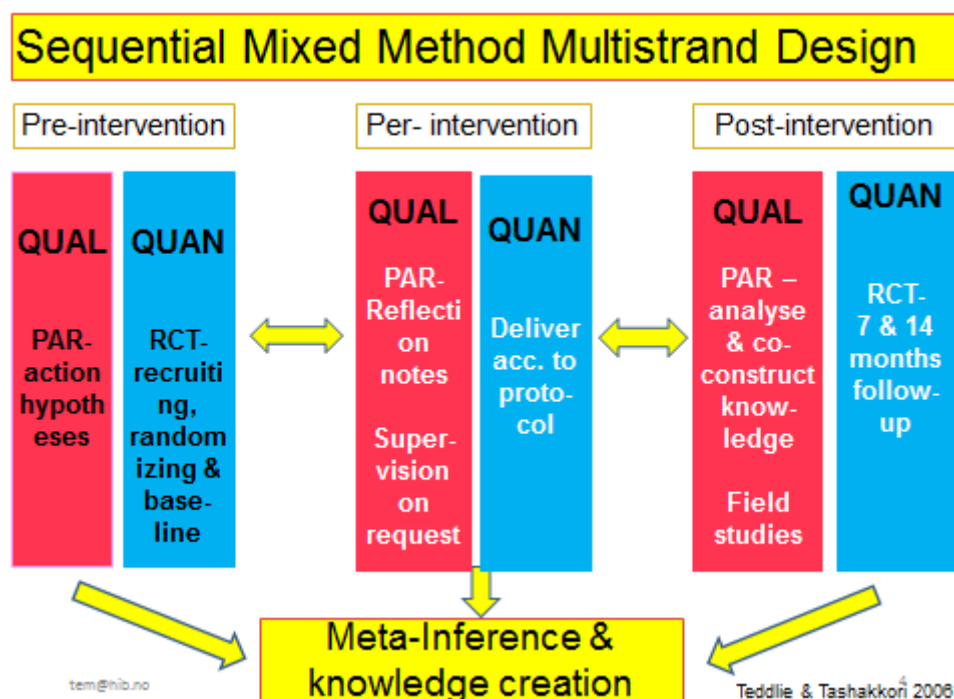 Sequential Mixed Method Multistrand Design
Pre-intervention
Per- intervention
Post-intervention
QUAL
PAR-
action
hypoth
eses
QUAN
RCT-
recruiti
ng,
random
izing &
base-
line
QUAL
PAR-
Reflecti
on
notes
Super-
vision
on
request
QUAN
Deliver
acc. to
proto-
col
QUAL
PAR –
analyse
& co-
construct
know-
ledge
Field
studies
QUAN
RCT-
7 & 14
months
follow-
up
Meta-Inference &
knowledge creation
tem@hib.no
4
Teddlie & Tashakkori 2006